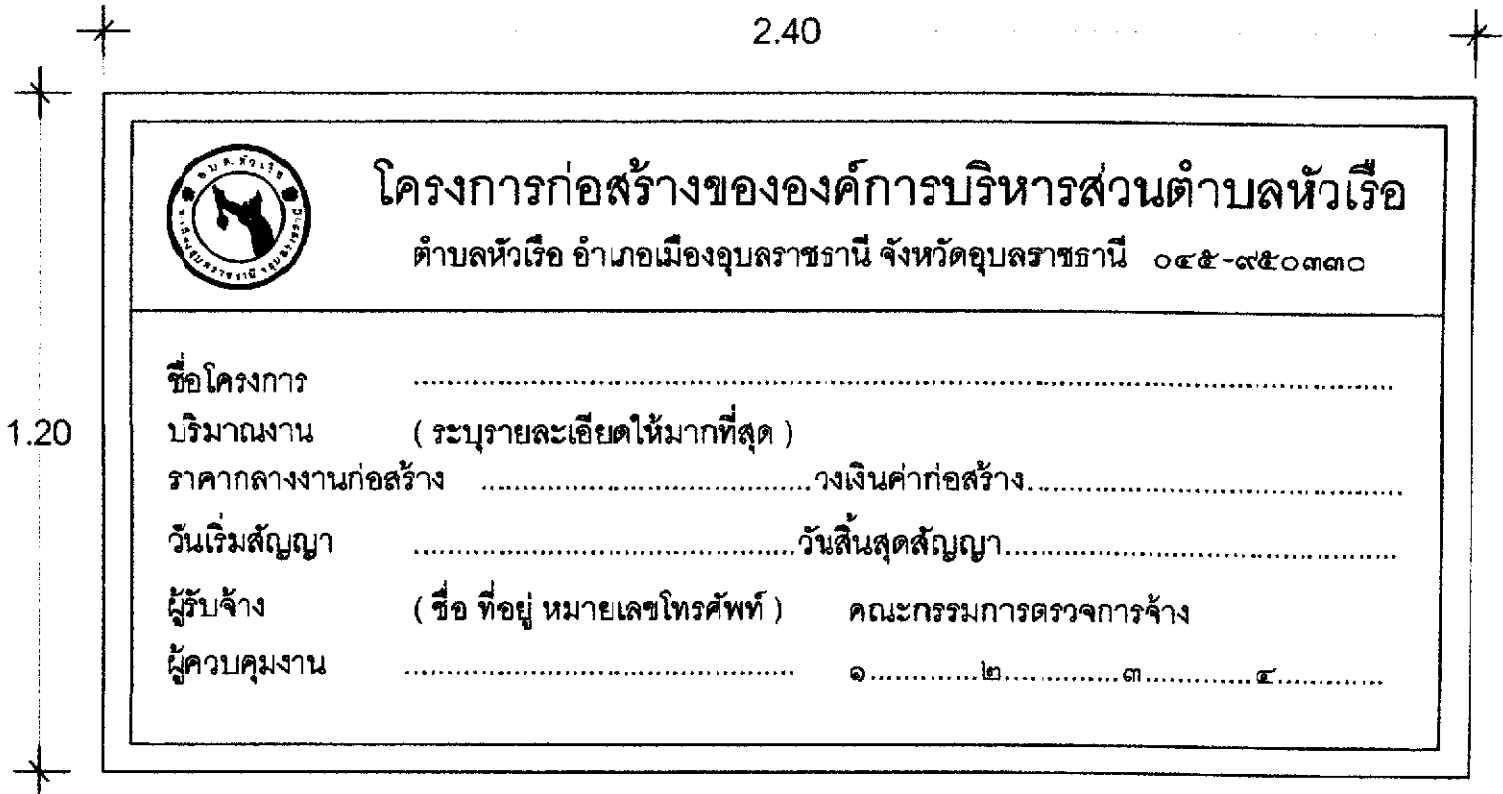 2.40
อ.บ.ต.หัวเรือ
โครงการก่อสร้างขององค์การบริหารส่วนตำบลหัวเรือ
ตำบลหัวเรือ อำเภอเมืองอุบลราชธานี จังหวัดอุบลราชธานี ๐๔๕-๙๕๐๓๓๐
ชื่อโครงการ ....................................................................................................
1.20
บริมาณงาน ( ระบุรายละเอียดให้มากที่สุด )
ราคากลางงานก่อสร้าง .....................................วงเงินค่าก่อสร้าง...........................................
วันเริ่มสัญญา ...........................................วันสิ้นสุดสัญญา............................................
ผู้รับจ้าง ( ชื่อ ที่อยู่ หมายเลขโทรศัพท์ ) คณะกรรมการตรวจการจ้าง
ผู้ควบคุมงาน ............................................ ๑.............๒..............๓.............๔.............